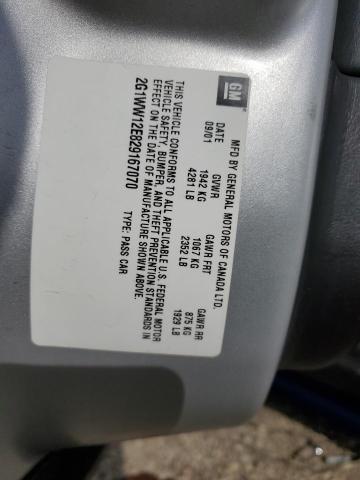 GM
MFD BY GENERAL MOTORS OF CANADA LTD.
DATE GVWR GAWR FRT GAWR RR
09/01 1942 KG 1067 KG 875 KG
4281 LB 2352 LB 1929 LB
THIS VEHICLE CONFORMS TO ALL APPLICABLE U.S. FEDERAL MOTOR
VEHICLE SAFETY, BUMPER, AND THEFT PREVENTION STANDARDS IN
EFFECT ON THE DATE OF MANUFACTURE SHOWN ABOVE.
2G1WW12E829167070 TYPE: PASS CAR